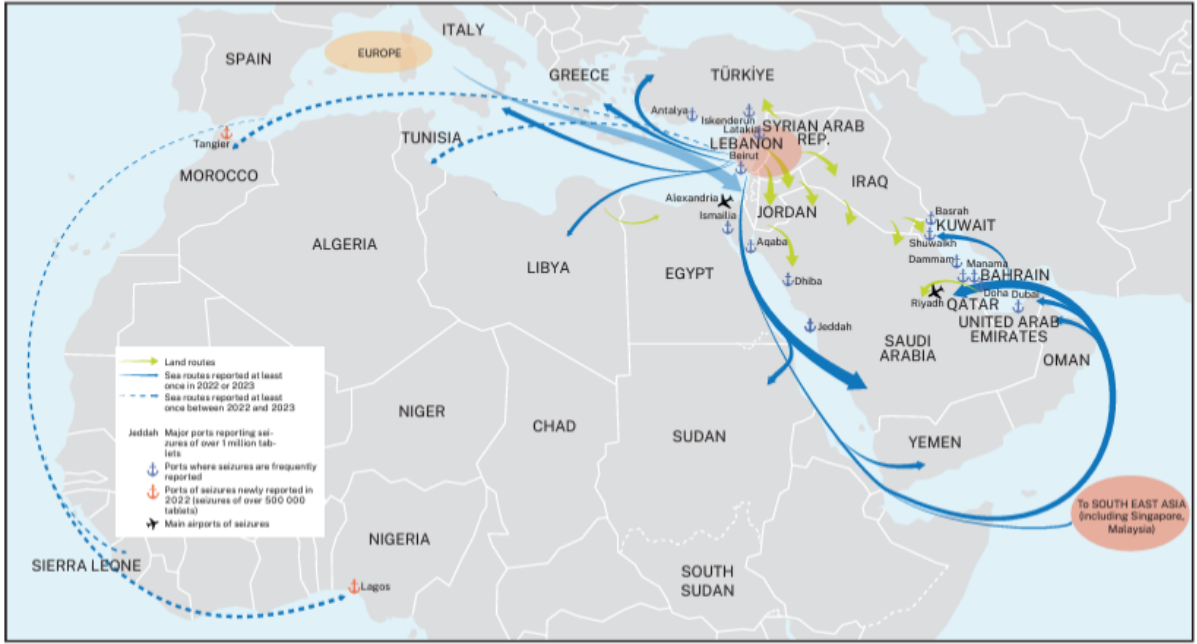 ITALY
SPAIN
EUROPE
GREECE
TÜRKİYE
Antalya
Iskenderun
Latakia
SYRIAN ARAB
REP.
Tangier
TUNISIA
LEBANON
Beirut
MOROCCO
IRAQ
Alexandria
Ismailia
JORDAN
Basrah
KUWAIT
Shuwaikh
ALGERIA
Aqaba
LIBYA
EGYPT
Dammam
Manama
BAHRAIN
Dhiba
Doha
Dubai
Riyadh
QATAR
UNITED ARAB
EMIRATES
Jeddah
SAUDI
ARABIA
OMAN
Land routes
Sea routes reported at least
once in 2022 or 2023
Sea routes reported at least
once between 2022 and 2023
Jeddah Major ports reporting sei-
zures of over 1 million tab-
lets
Ports where seizures are frequently
reported
Ports of seizures newly reported in
2022 (seizures of over 500 000
tablets)
Main airports of seizures
NIGER
CHAD
SUDAN
YEMEN
To SOUTH EAST ASIA
(including Singapore,
Malaysia)
NIGERIA
SIERRA LEONE
Lagos
SOUTH
SUDAN